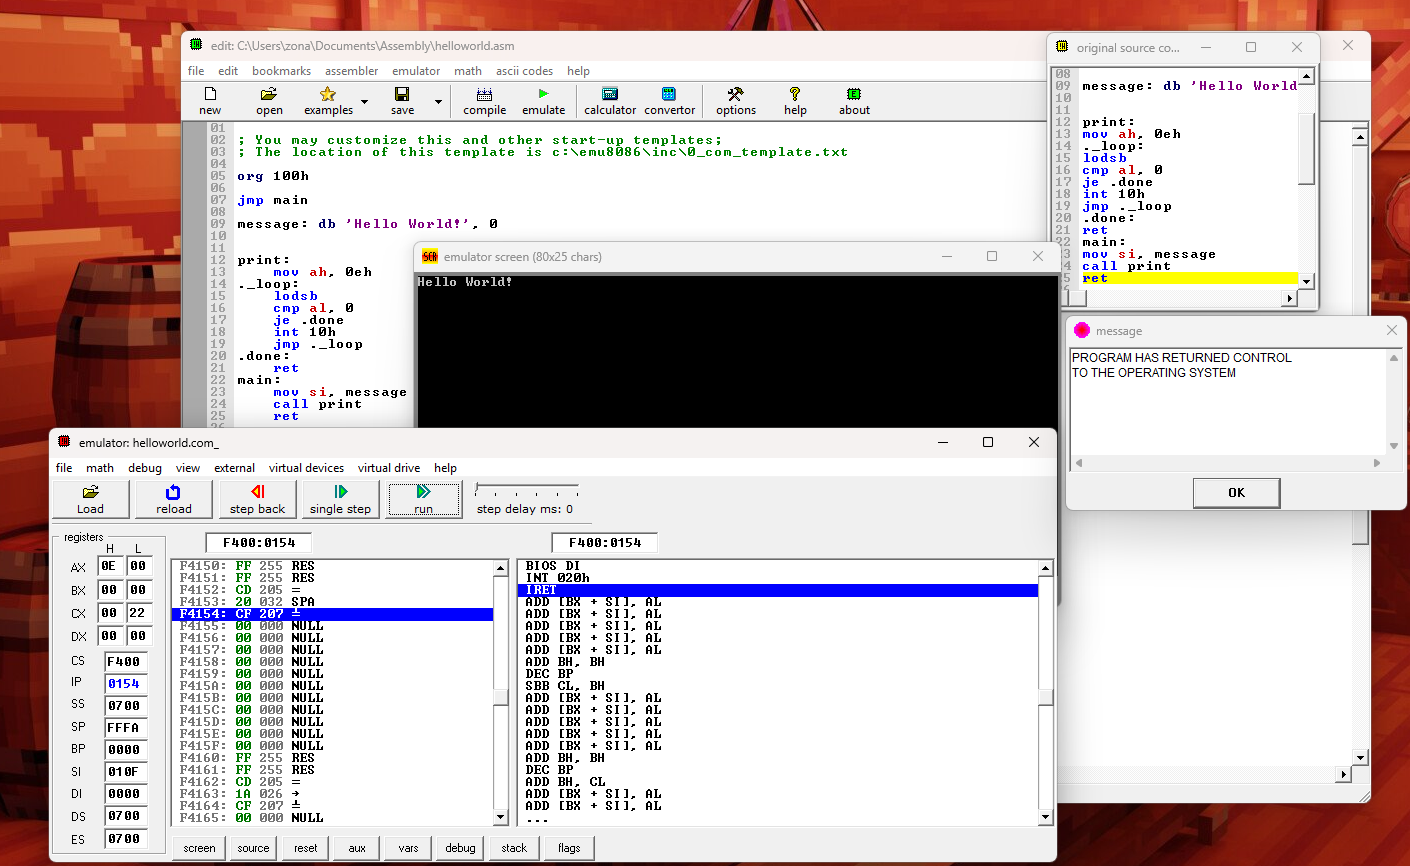 edit: C:\Users\zona\Documents\Assembly\helloworld.asm
file edit bookmarks assembler emulator math ascii codes help
new open examples save compile emulate calculator convertor options help about
01
02 ; You may customize this and other start-up templates;
03 ; The location of this template is c:\emu8086\inc\0_com_template.txt
04
05 org 100h
06
07 jmp main
08
09 message: db 'Hello World!', 0
10
11
12 print:
13 mov ah, 0eh
14 ._loop:
15 lodsb
16 cmp al, 0
17 je .done
18 int 10h
19 jmp ._loop
20 .done:
21 ret
22 main:
23 mov si, message
24 call print
25 ret
original source co...
08
09 message: db 'Hello World
10
11
12 print:
13 mov ah, 0eh
14 ._loop:
15 lodsb
16 cmp al, 0
17 je .done
18 int 10h
19 jmp ._loop
20 .done:
21 ret
22 main:
23 mov si, message
24 call print
25 ret
SCR emulator screen (80x25 chars)
Hello World!
message
PROGRAM HAS RETURNED CONTROL
TO THE OPERATING SYSTEM
OK
emulator: helloworld.com_
file math debug view external virtual devices virtual drive help
Load reload step back single step run step delay ms: 0
registers
H L
AX 0E 00
BX 00 00
CX 00 22
DX 00 00
CS F400
IP 0154
SS 0700
SP FFFA
BP 0000
SI 010F
DI 0000
DS 0700
ES 0700
F400:0154
F4150: FF 255 RES
F4151: FF 255 RES
F4152: CD 205 =
F4153: 20 032 SPA
F4154: CF 207 ╧
F4155: 00 000 NULL
F4156: 00 000 NULL
F4157: 00 000 NULL
F4158: 00 000 NULL
F4159: 00 000 NULL
F415A: 00 000 NULL
F415B: 00 000 NULL
F415C: 00 000 NULL
F415D: 00 000 NULL
F415E: 00 000 NULL
F415F: 00 000 NULL
F4160: FF 255 RES
F4161: FF 255 RES
F4162: CD 205 =
F4163: 1A 026 →
F4164: CF 207 ╧
F4165: 00 000 NULL
F400:0154
BIOS DI
INT 020h
IRET
ADD [BX + SI], AL
ADD [BX + SI], AL
ADD [BX + SI], AL
ADD [BX + SI], AL
ADD [BX + SI], AL
ADD BH, BH
DEC BP
SBB CL, BH
ADD [BX + SI], AL
ADD [BX + SI], AL
ADD [BX + SI], AL
ADD [BX + SI], AL
ADD [BX + SI], AL
ADD BH, BH
DEC BP
ADD BH, CL
ADD [BX + SI], AL
ADD [BX + SI], AL
...
screen source reset aux vars debug stack flags